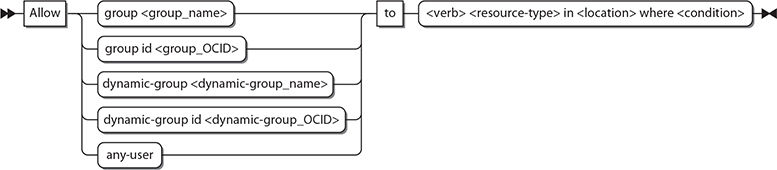 Allow
group <group_name>
to
<verb> <resource-type> in <location> where <condition>
group id <group_OCID>
dynamic-group <dynamic-group_name>
dynamic-group id <dynamic-group_OCID>
any-user